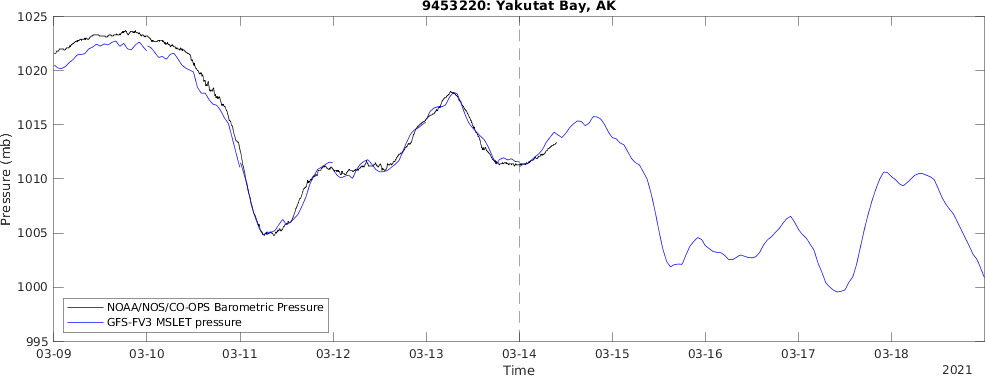 9453220: Yakutat Bay, AK
Pressure (mb)
1025
1020
1015
1010
1005
1000
995
NOAA/NOS/CO-OPS Barometric Pressure
GFS-FV3 MSLET pressure
03-09 03-10 03-11 03-12 03-13 03-14 03-15 03-16 03-17 03-18
Time
2021